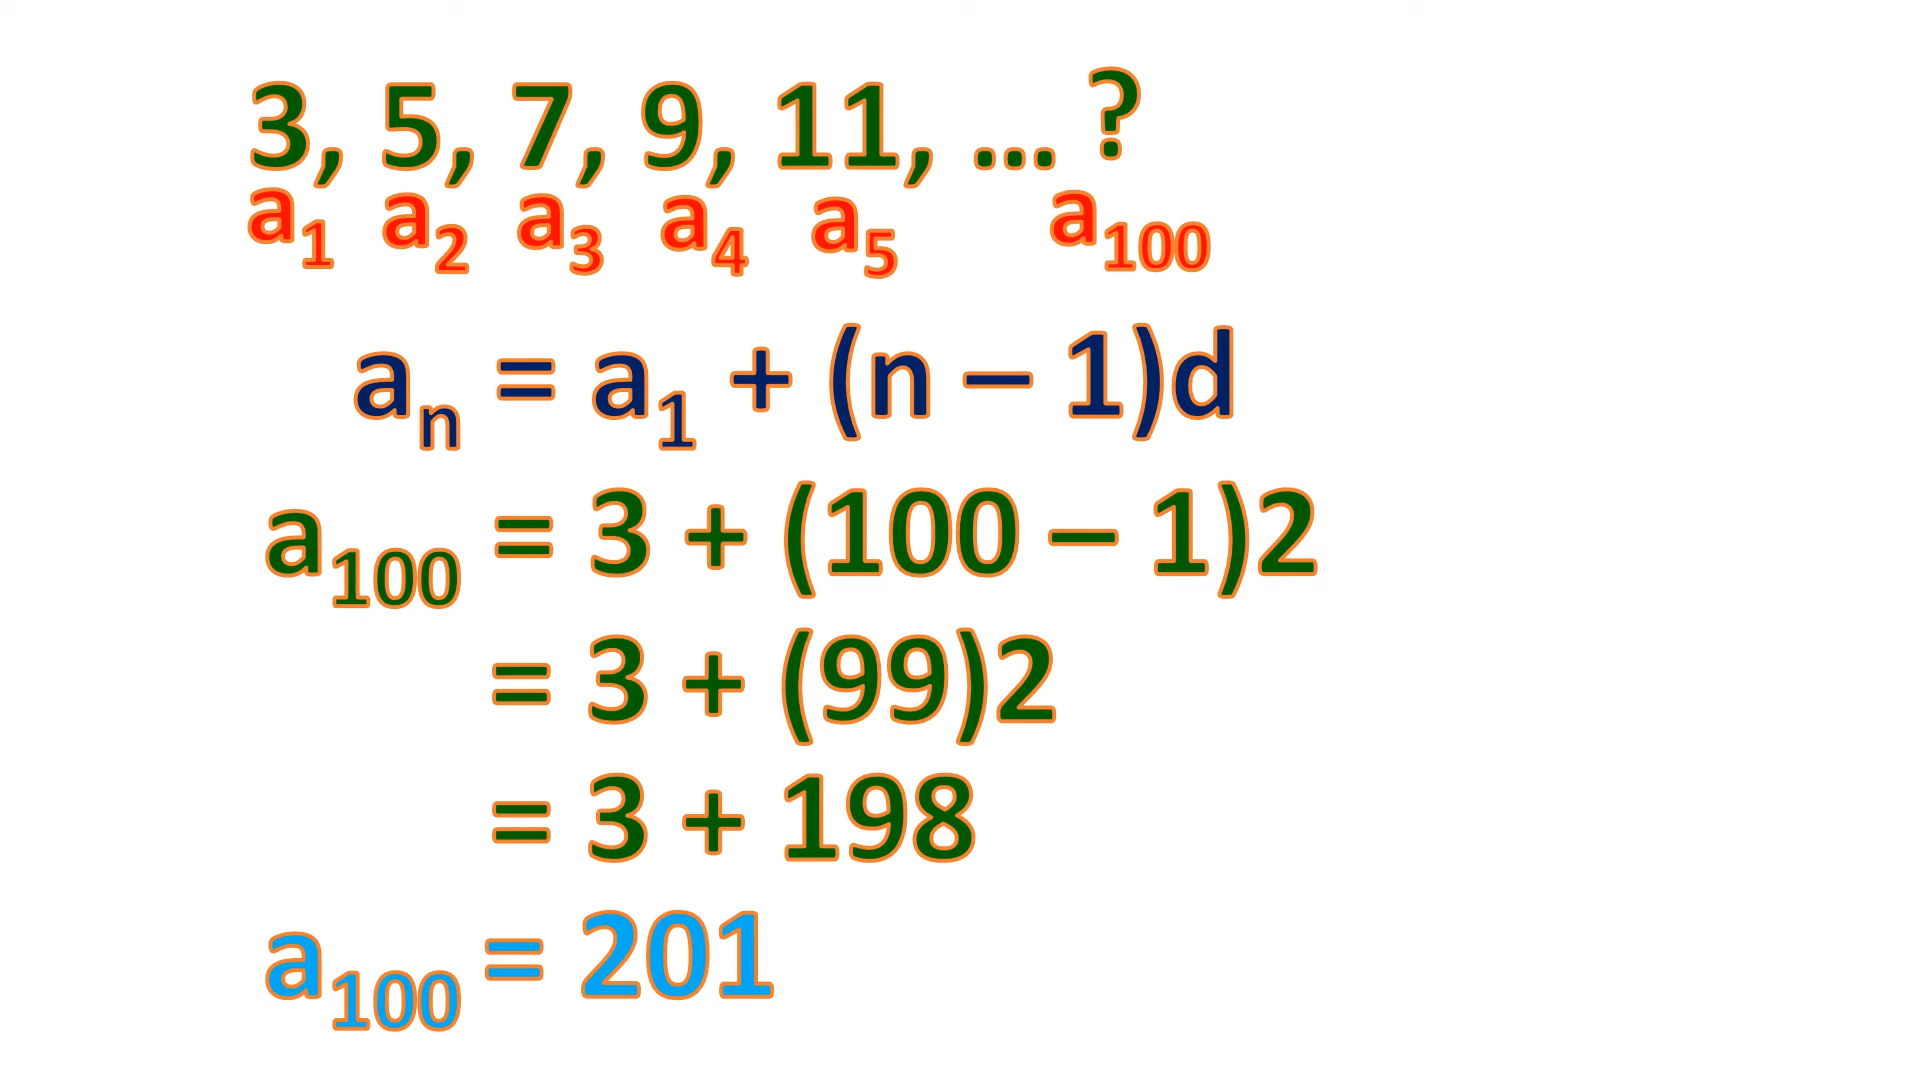 3, 5, 7, 9, 11, ... ?
a₁ a₂ a₃ a₄ a₅ a₁₀₀
aₙ = a₁ + (n – 1)d
a₁₀₀ = 3 + (100 – 1)2
= 3 + (99)2
= 3 + 198
a₁₀₀ = 201